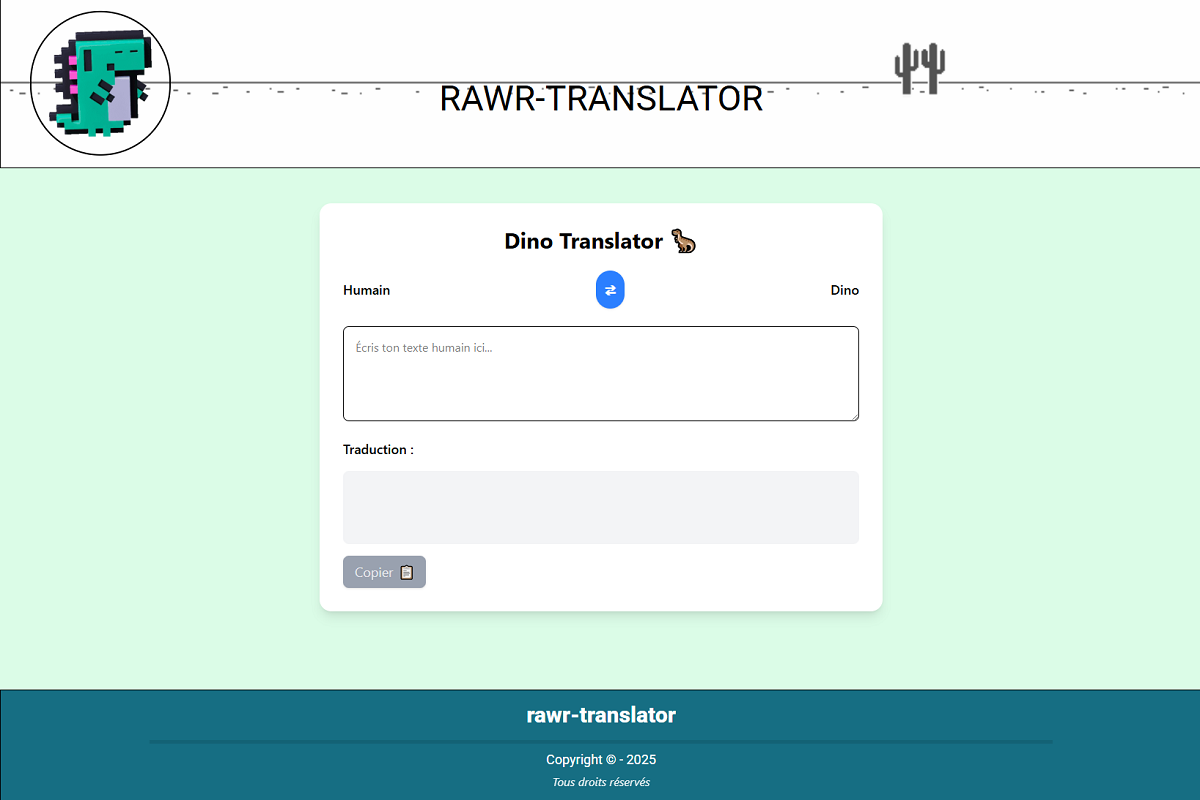 RAWR-TRANSLATOR
Dino Translator
Humain
Dino
Écris ton texte humain ici...
Traduction :
Copier
rawr-translator
Copyright © - 2025
Tous droits réservés